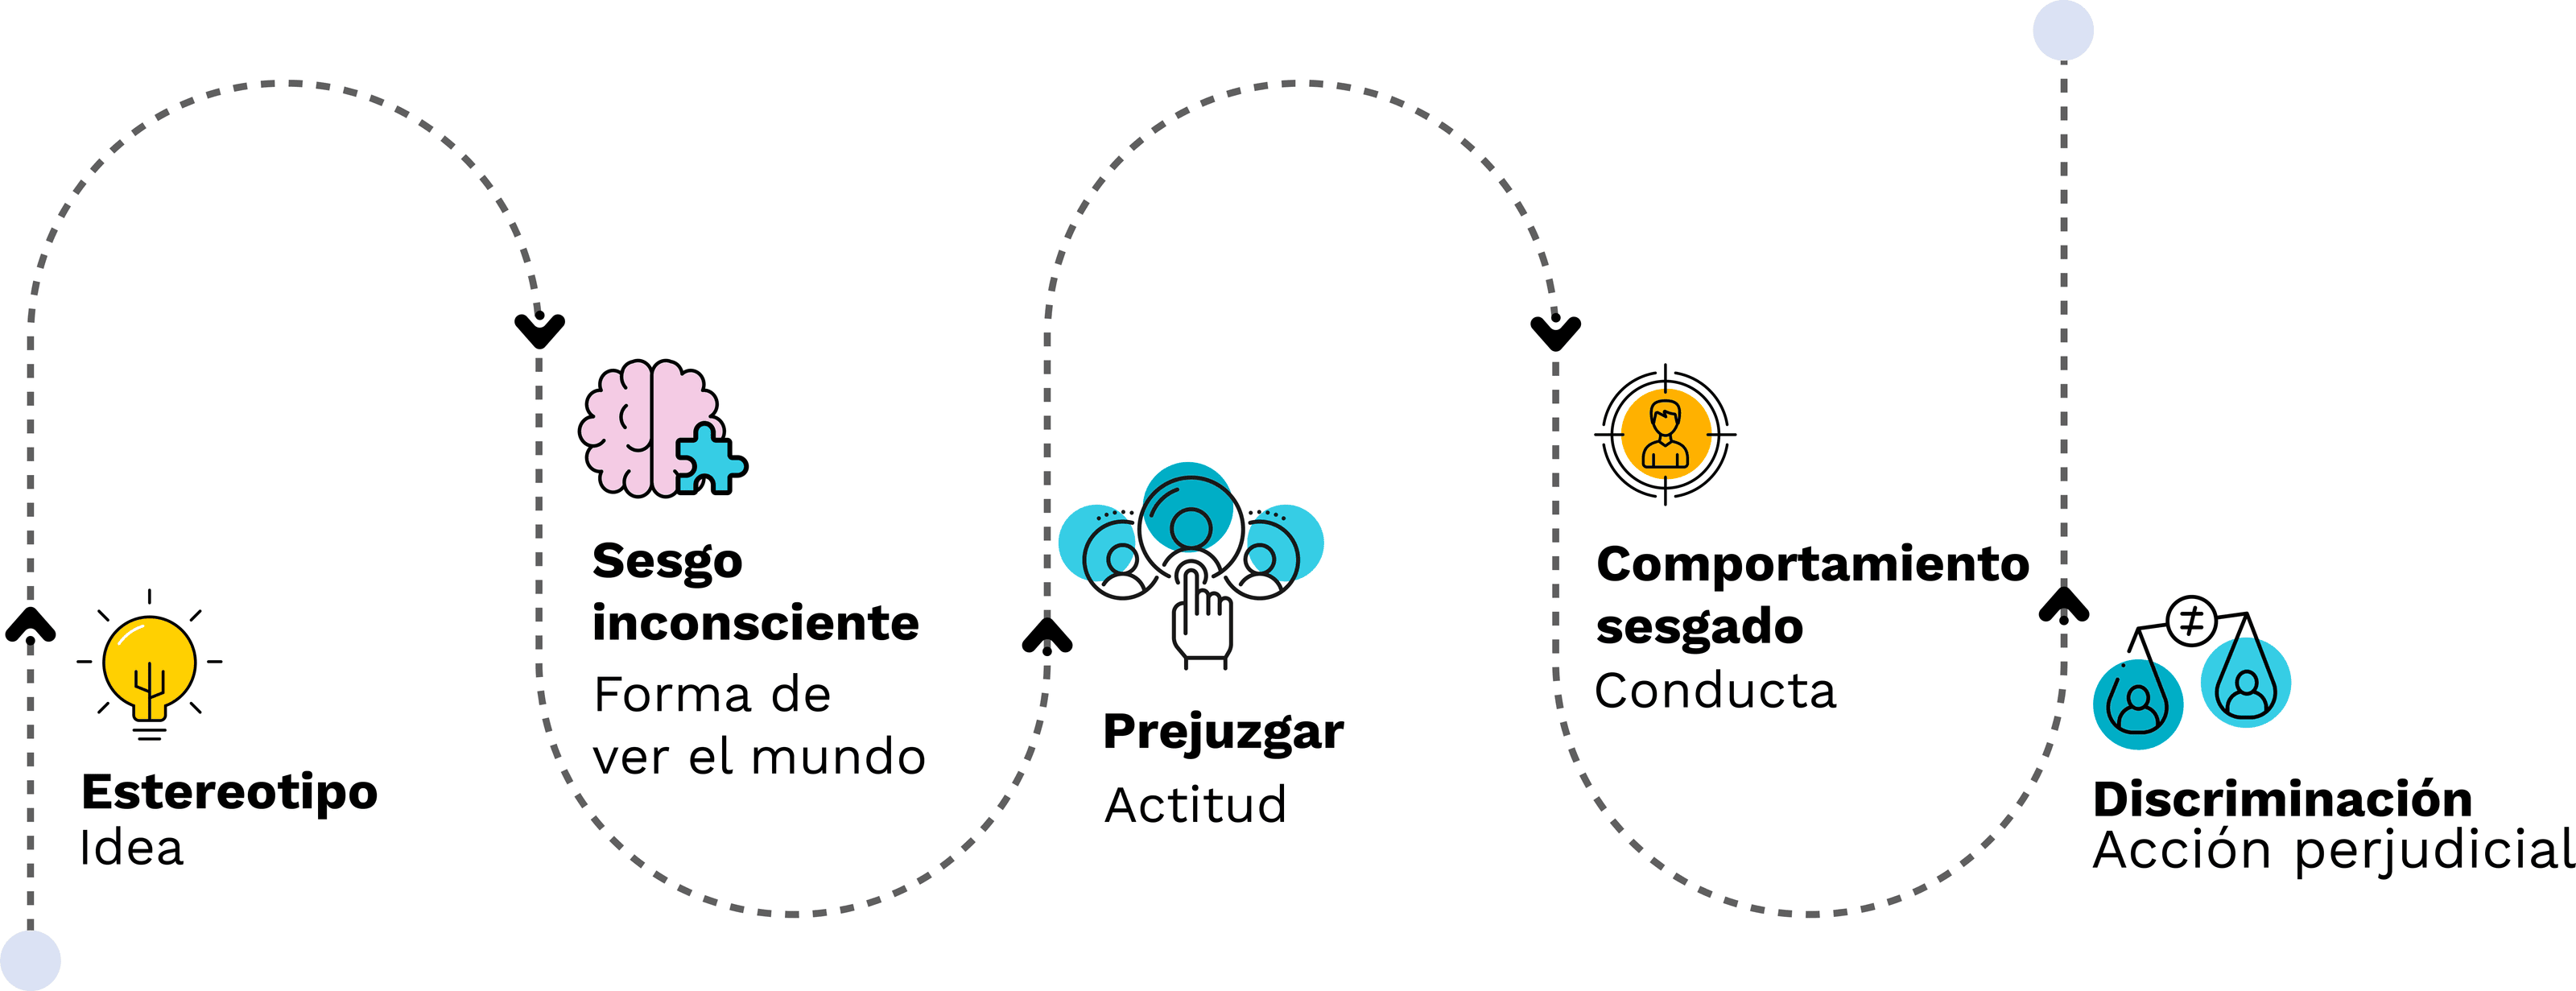 Estereotipo
Idea
Sesgo
inconsciente
Forma de
ver el mundo
Prejuzgar
Actitud
Comportamiento
sesgado
Conducta
≠
Discriminación
Acción perjudicial